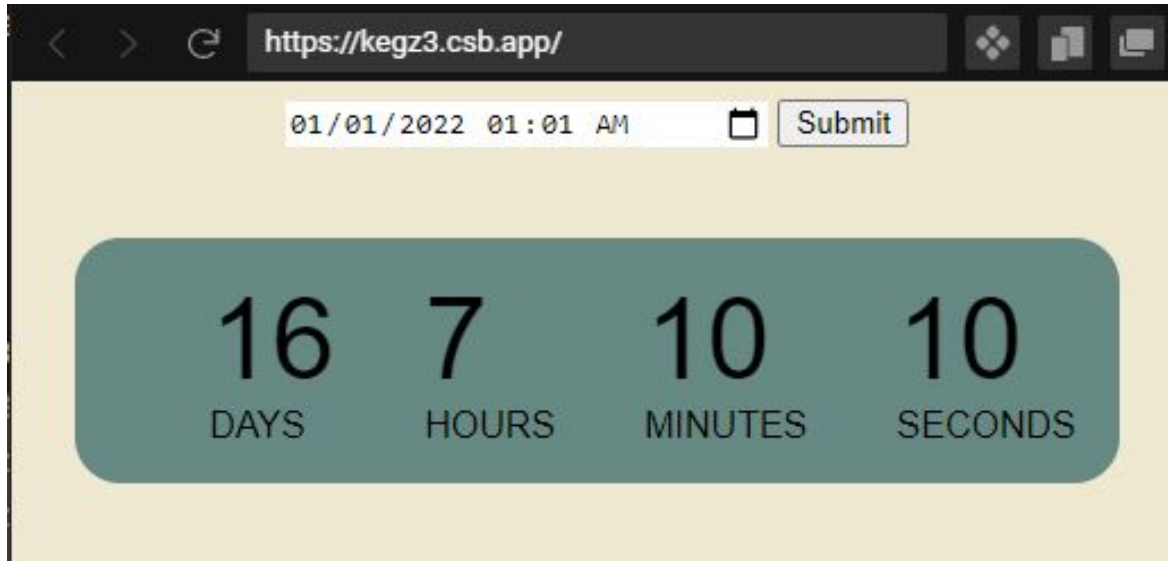 https://kegz3.csb.app/
01/01/2022 01:01 AM Submit
16 7 10 10
DAYS HOURS MINUTES SECONDS